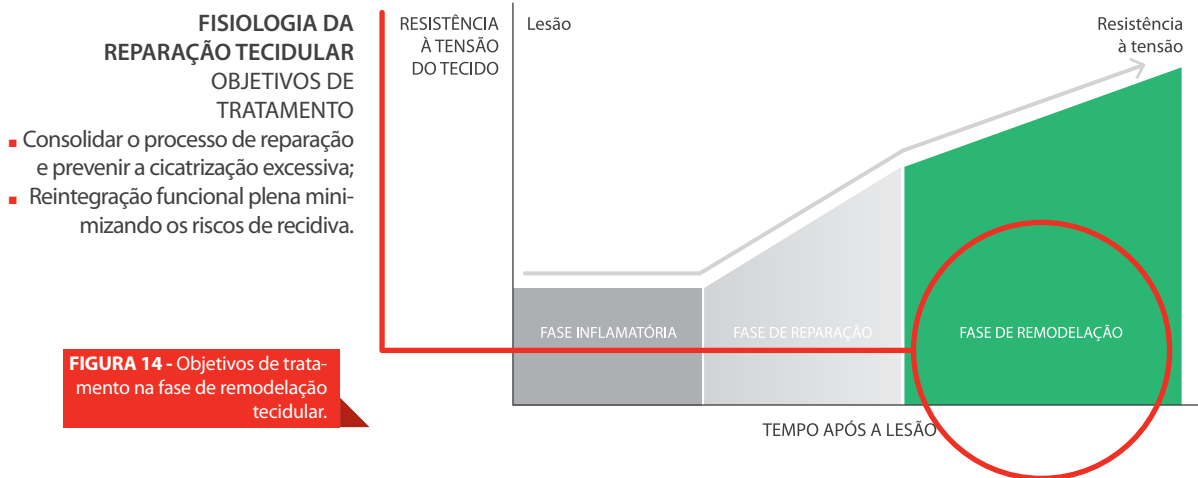 FISIOLOGIA DA
REPARAÇÃO TECIDULAR
OBJETIVOS DE
TRATAMENTO
▪ Consolidar o processo de reparação
e prevenir a cicatrização excessiva;
▪ Reintegração funcional plena mini-
mizando os riscos de recidiva.
FIGURA 14 - Objetivos de trata-
mento na fase de remodelação
tecidular.
RESISTÊNCIA
À TENSÃO
DO TECIDO
Lesão
Resistência
à tensão
FASE INFLAMATÓRIA
FASE DE REPARAÇÃO
FASE DE REMODELAÇÃO
TEMPO APÓS A LESÃO